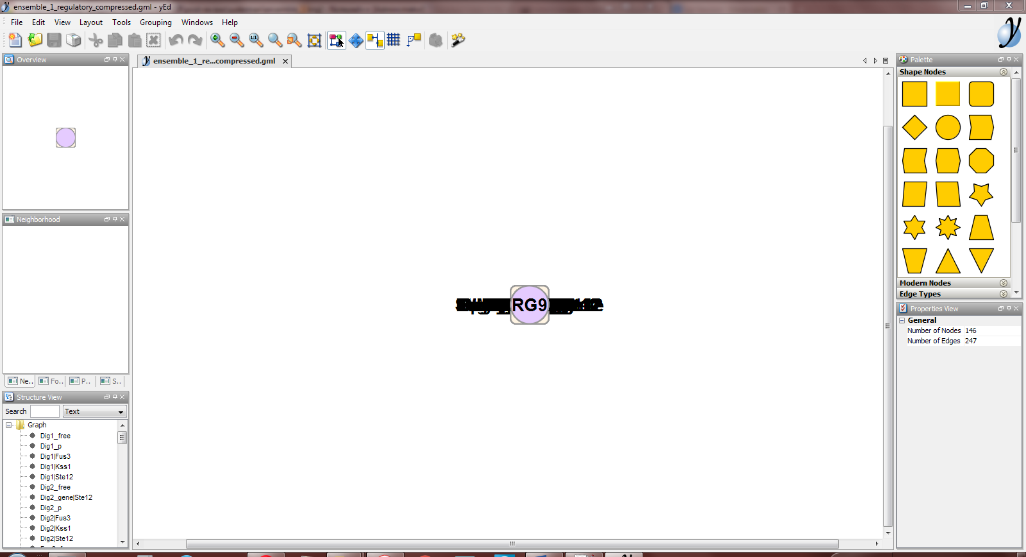 ensemble_1_regulatory_compressed.gml - yEd
File Edit View Layout Tools Grouping Windows Help
Overview
ensemble_1_re...compressed.gml
Palette
Shape Nodes
Neighborhood
RG9
Modern Nodes
Edge Types
Properties View
General
Number of Nodes 146
Number of Edges 247
Ne.. Fo.. P.. S..
Structure View
Search Text
Graph
Dig1_free
Dig1_p
Dig1|Fus3
Dig1|Kss1
Dig1|Ste12
Dig2_free
Dig2_gene|Ste12
Dig2_p
Dig2|Fus3
Dig2|Kss1
Dig2|Ste12